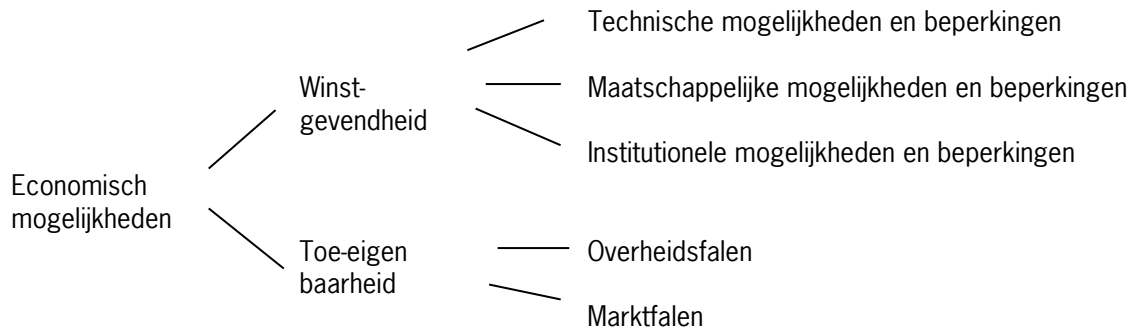 Technische mogelijkheden en beperkingen
Winst-
gevendheid
Maatschappelijke mogelijkheden en beperkingen
Institutionele mogelijkheden en beperkingen
Economisch
mogelijkheden
Toe-eigen
baarheid
Overheidsfalen
Marktfalen